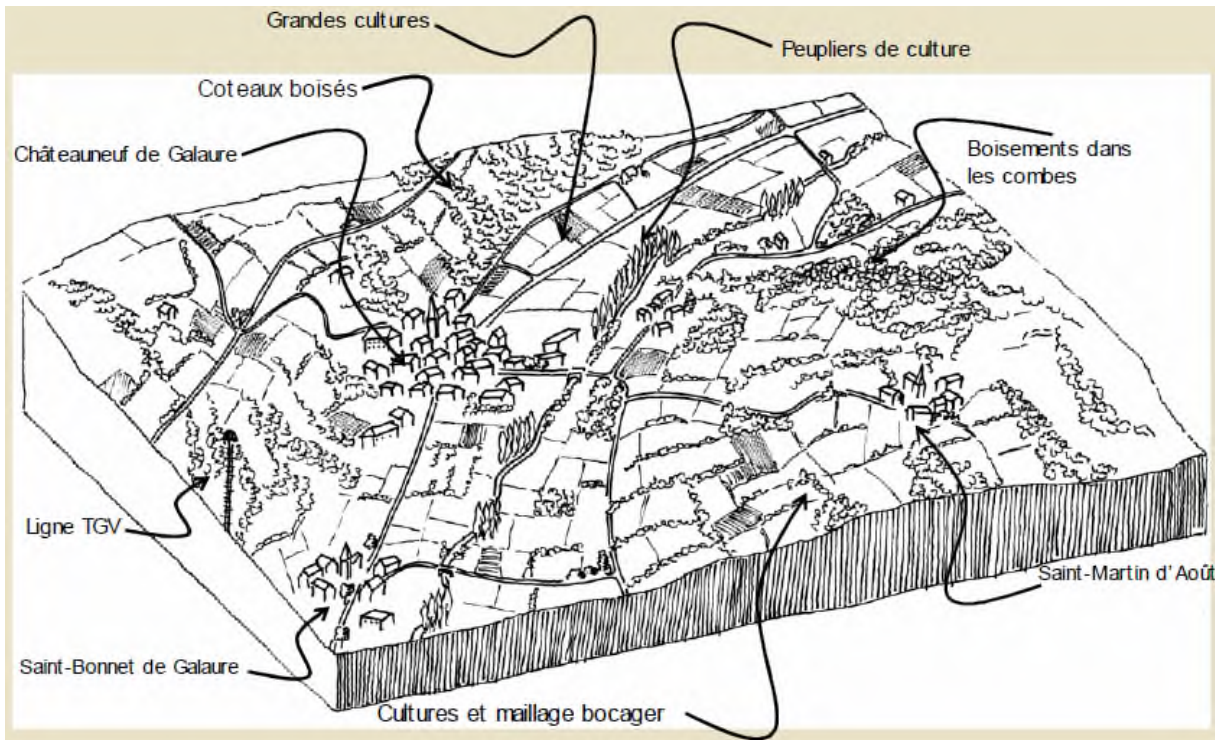 Grandes cultures
Peupliers de culture
Coteaux boisés
Châteauneuf de Galaure
Boisements dans
les combes
Ligne TGV
Saint-Martin d'Août
Saint-Bonnet de Galaure
Cultures et maillage bocager